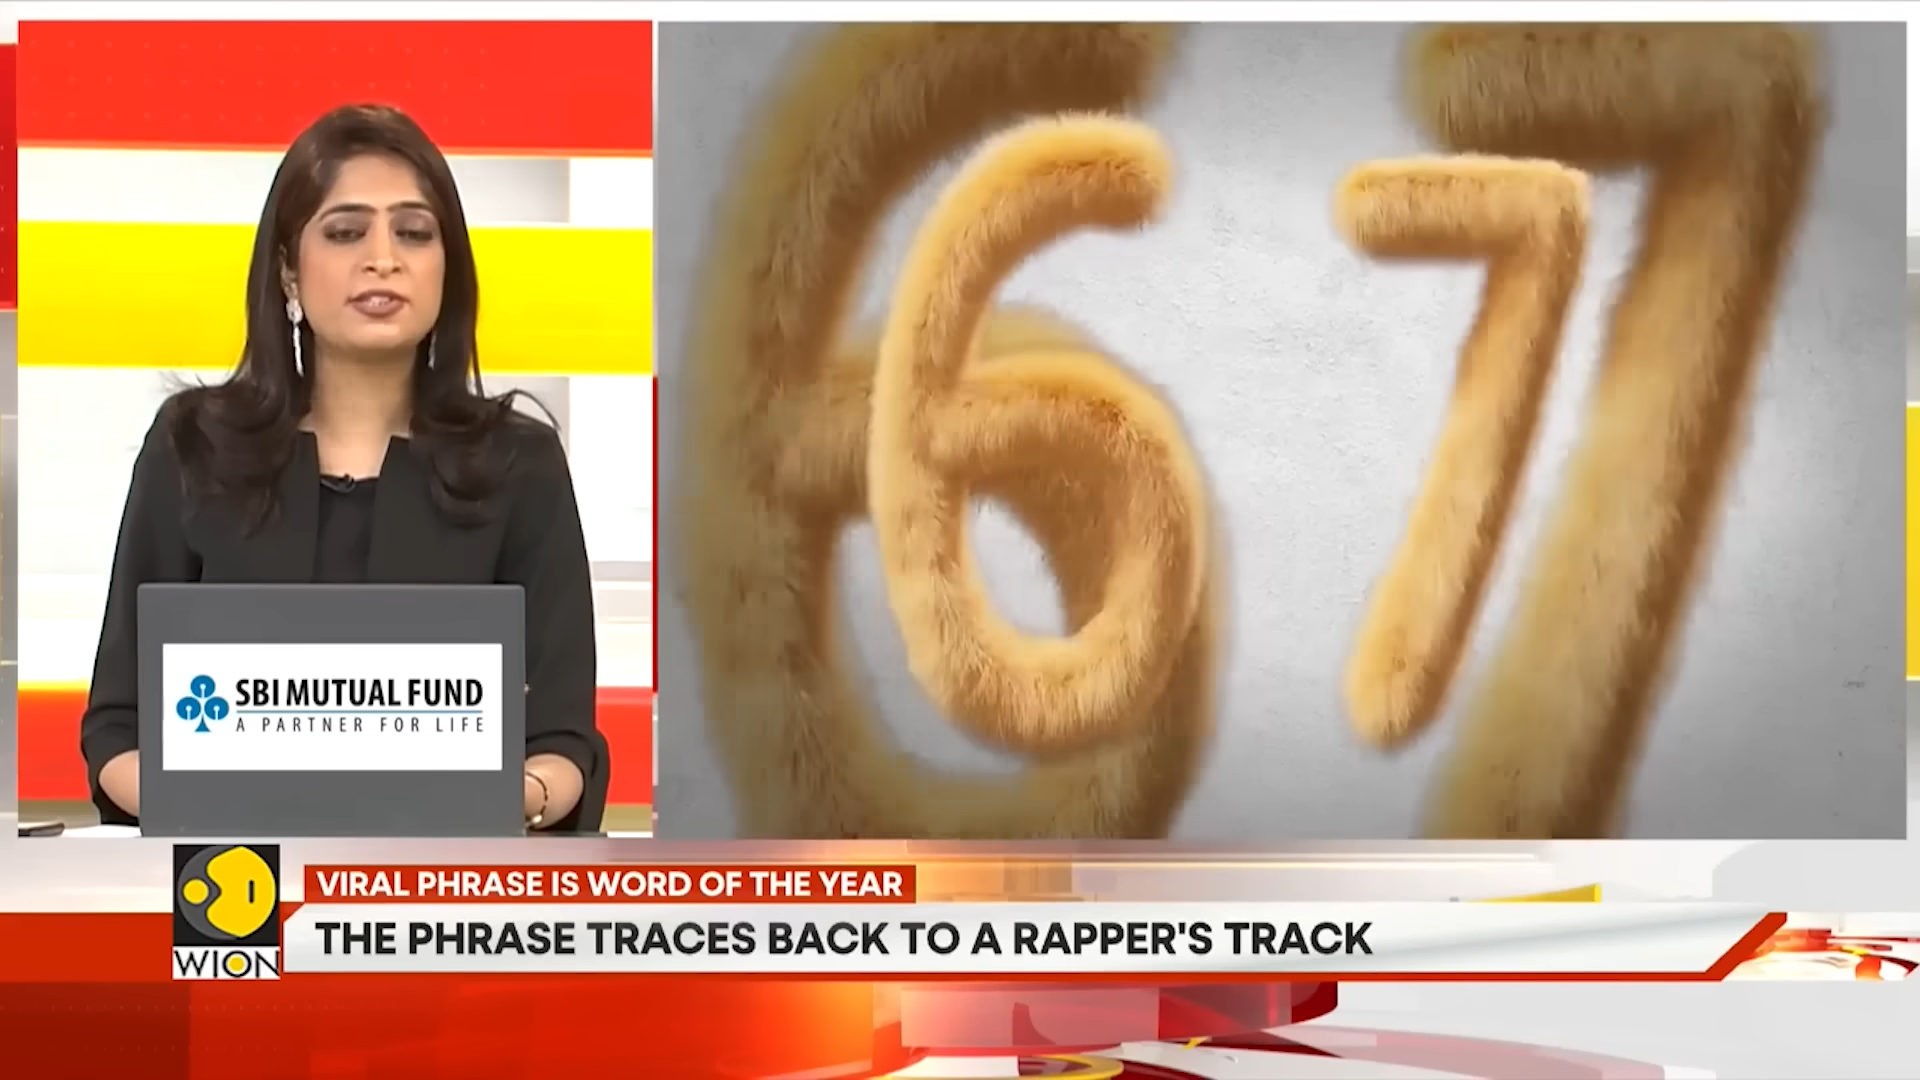 67
67
SBI MUTUAL FUND
A PARTNER FOR LIFE
VIRAL PHRASE IS WORD OF THE YEAR
THE PHRASE TRACES BACK TO A RAPPER'S TRACK
WION